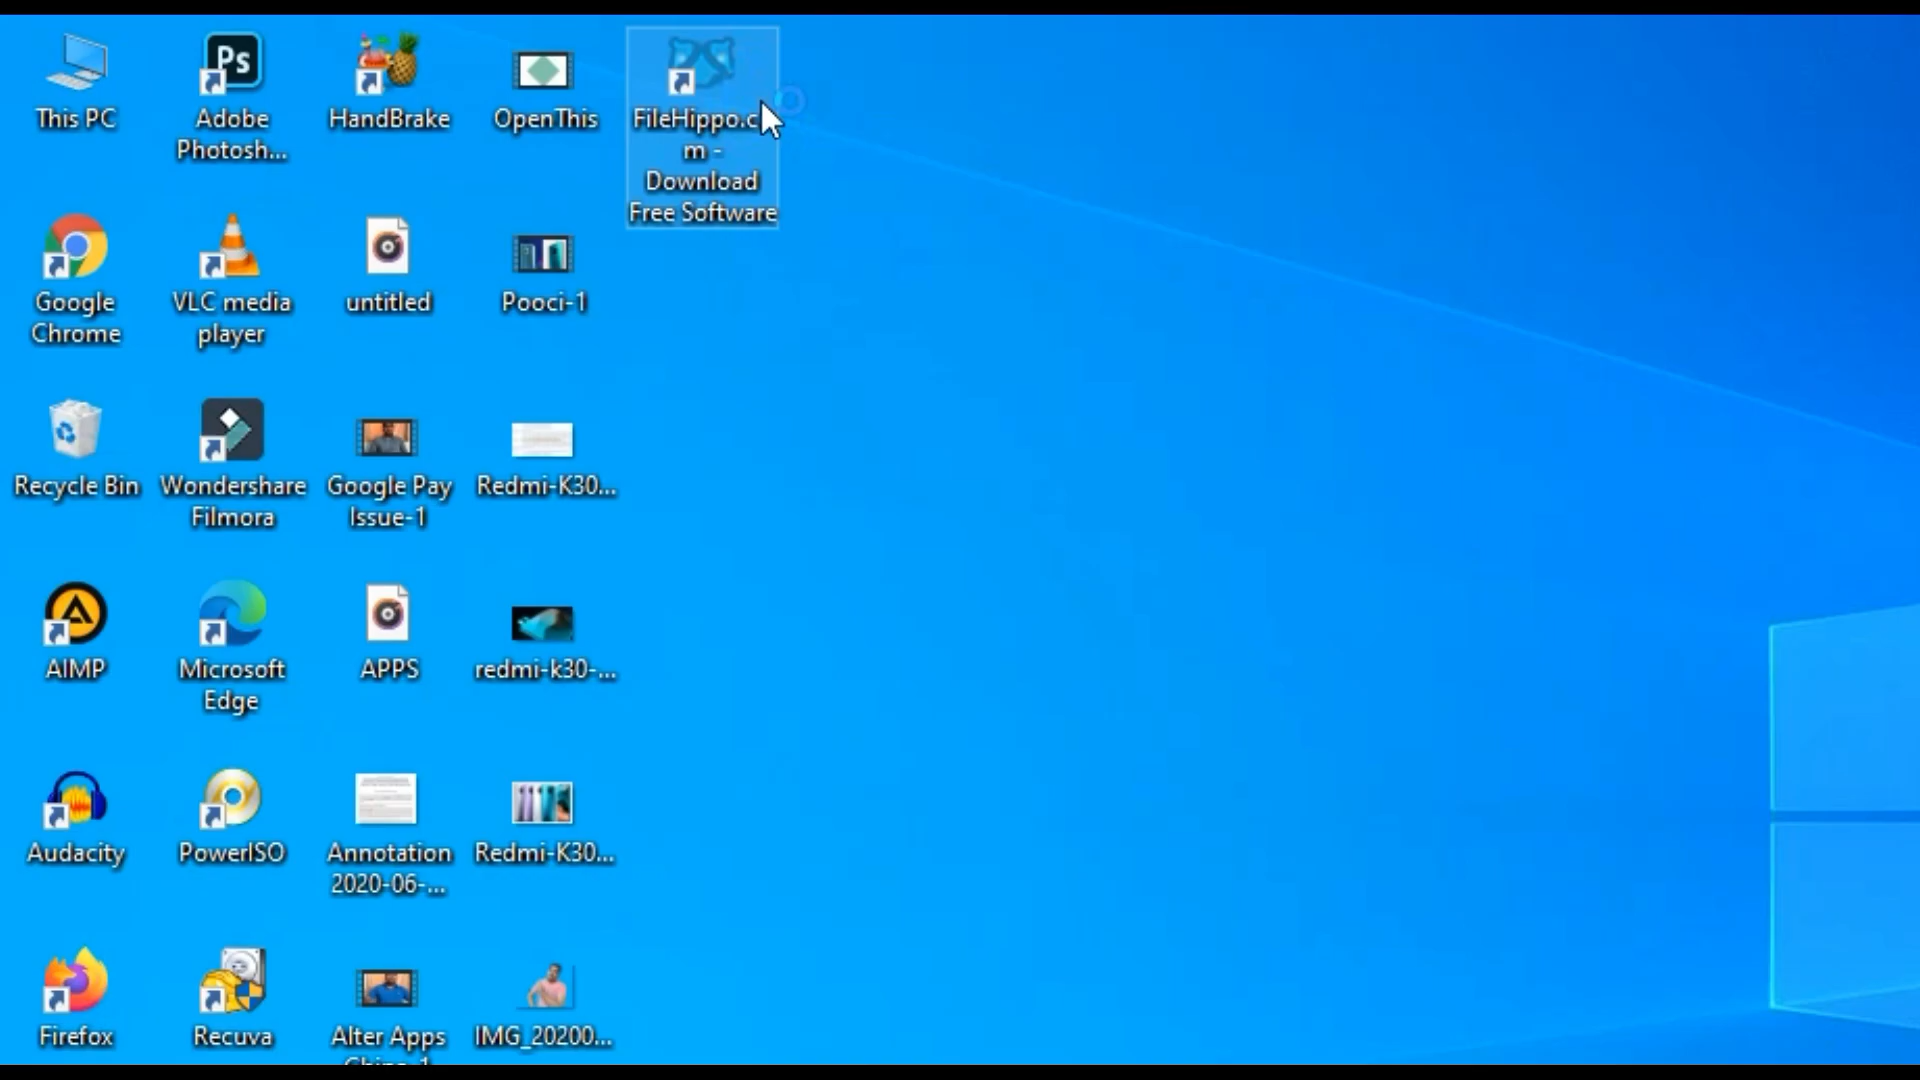 This PC
Ps
Adobe
Photosh...
HandBrake
OpenThis
FileHippo.c
m -
Download
Free Software
Google
Chrome
VLC media
player
untitled
Pooci-1
Recycle Bin
Wondershare
Filmora
Google Pay
Issue-1
Redmi-K30...
AIMP
Microsoft
Edge
APPS
redmi-k30-...
Audacity
PowerISO
Annotation
2020-06-...
Redmi-K30...
Firefox
Recuva
Alter Apps
IMG_20200...